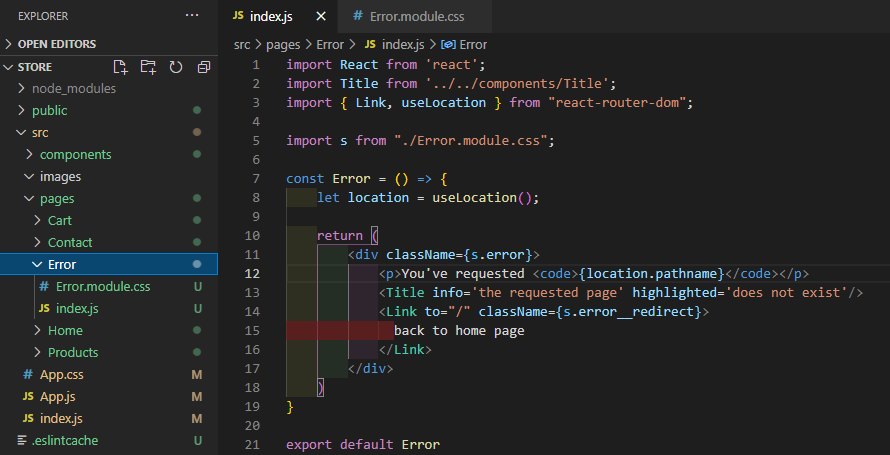 EXPLORER ···
OPEN EDITORS
STORE
node_modules
public
src
components
images
pages
Cart
Contact
Error
# Error.module.css U
JS index.js U
Home
Products
# App.css M
JS App.js M
JS index.js M
.eslintcache U
JS index.js ×
# Error.module.css
src > pages > Error > JS index.js > Error
1 import React from 'react';
2 import Title from '../../components/Title';
3 import { Link, useLocation } from "react-router-dom";
4
5 import s from "./Error.module.css";
6
7 const Error = () => {
8 let location = useLocation();
9
10 return (
11 <div className={s.error}>
12 <p>You've requested <code>{location.pathname}</code></p>
13 <Title info='the requested page' highlighted='does not exist'/>
14 <Link to="/" className={s.error__redirect}>
15 back to home page
16 </Link>
17 </div>
18 )
19 }
20
21 export default Error